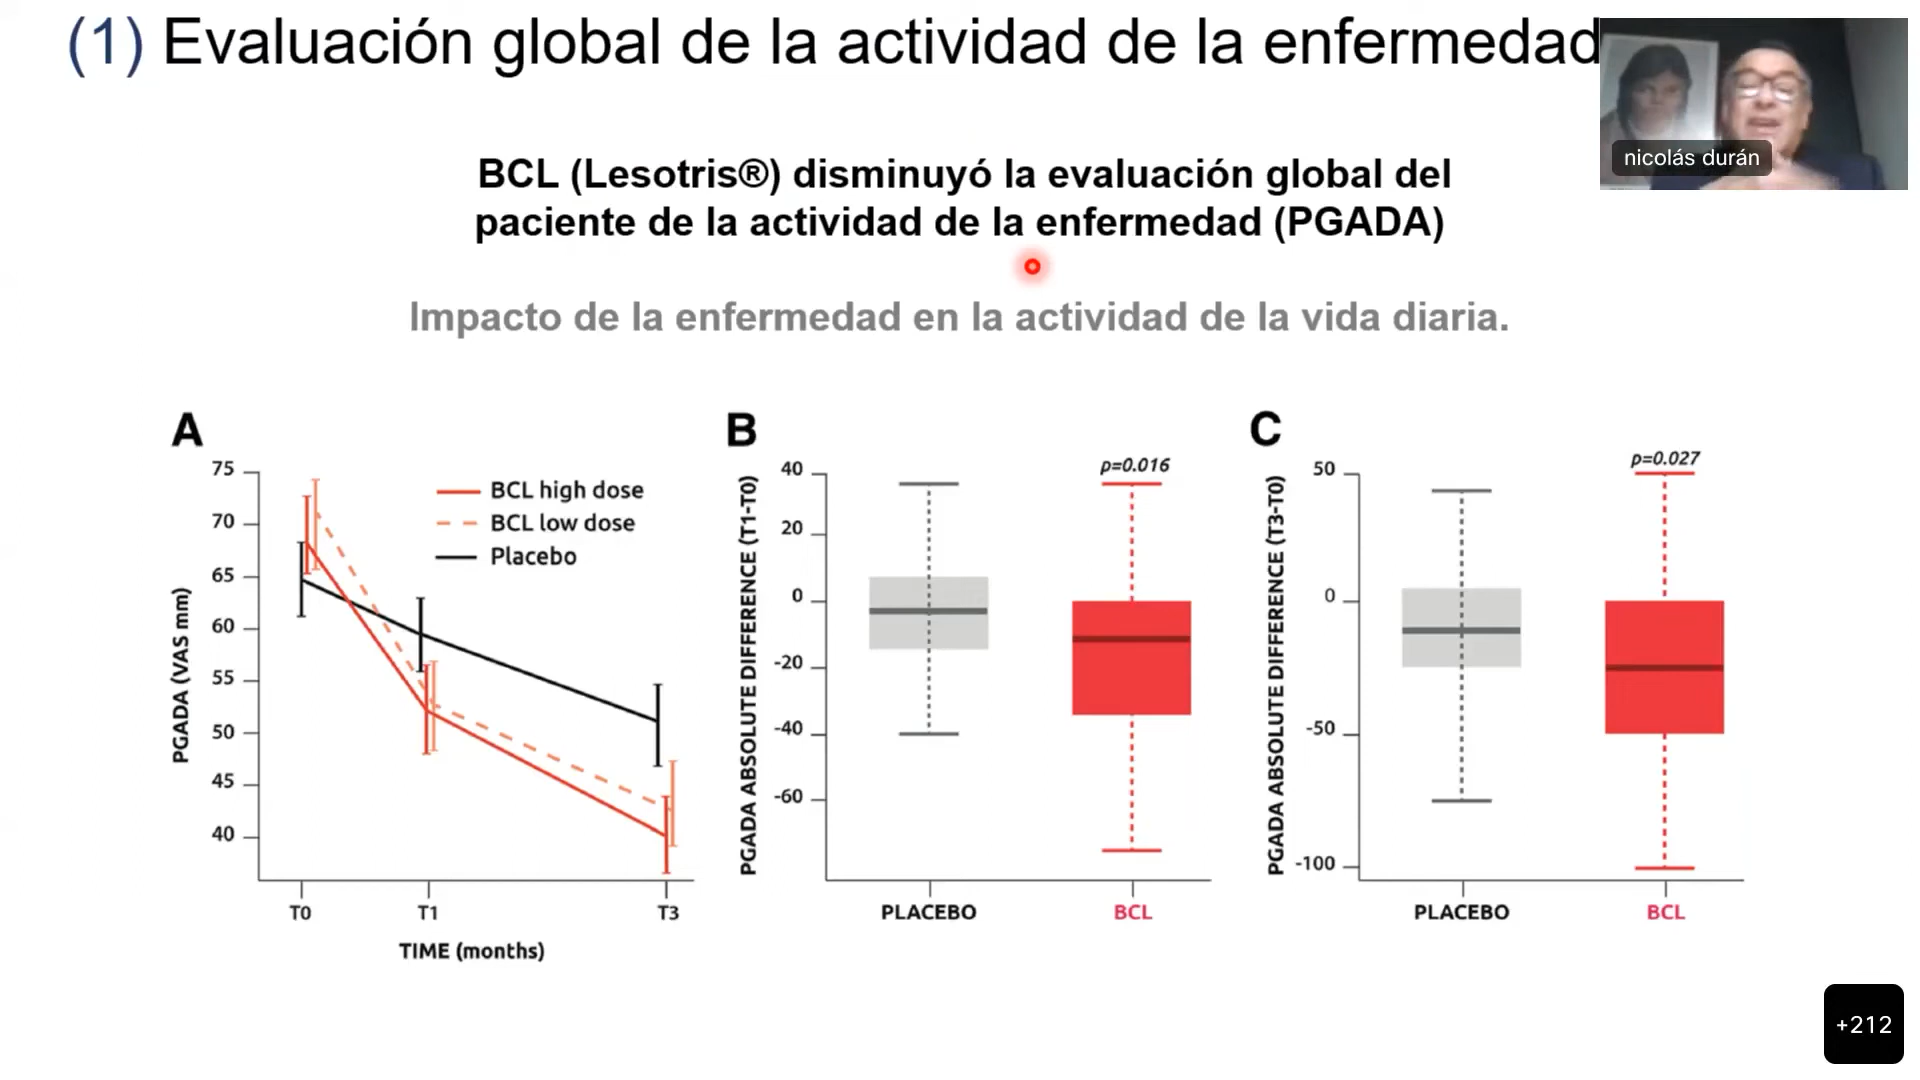 (1) Evaluación global de la actividad de la enfermedad
nicolás durán
BCL (Lesotris®) disminuyó la evaluación global del
paciente de la actividad de la enfermedad (PGADA)
Impacto de la enfermedad en la actividad de la vida diaria.
A
PGADA (VAS mm)
75
70
65
60
55
50
45
40
BCL high dose
BCL low dose
Placebo
T0
T1
T3
TIME (months)
B
PGADA ABSOLUTE DIFFERENCE (T1-T0)
40
20
0
-20
-40
-60
p=0.016
PLACEBO
BCL
C
PGADA ABSOLUTE DIFFERENCE (T3-T0)
50
0
-50
-100
p=0.027
PLACEBO
BCL
+212